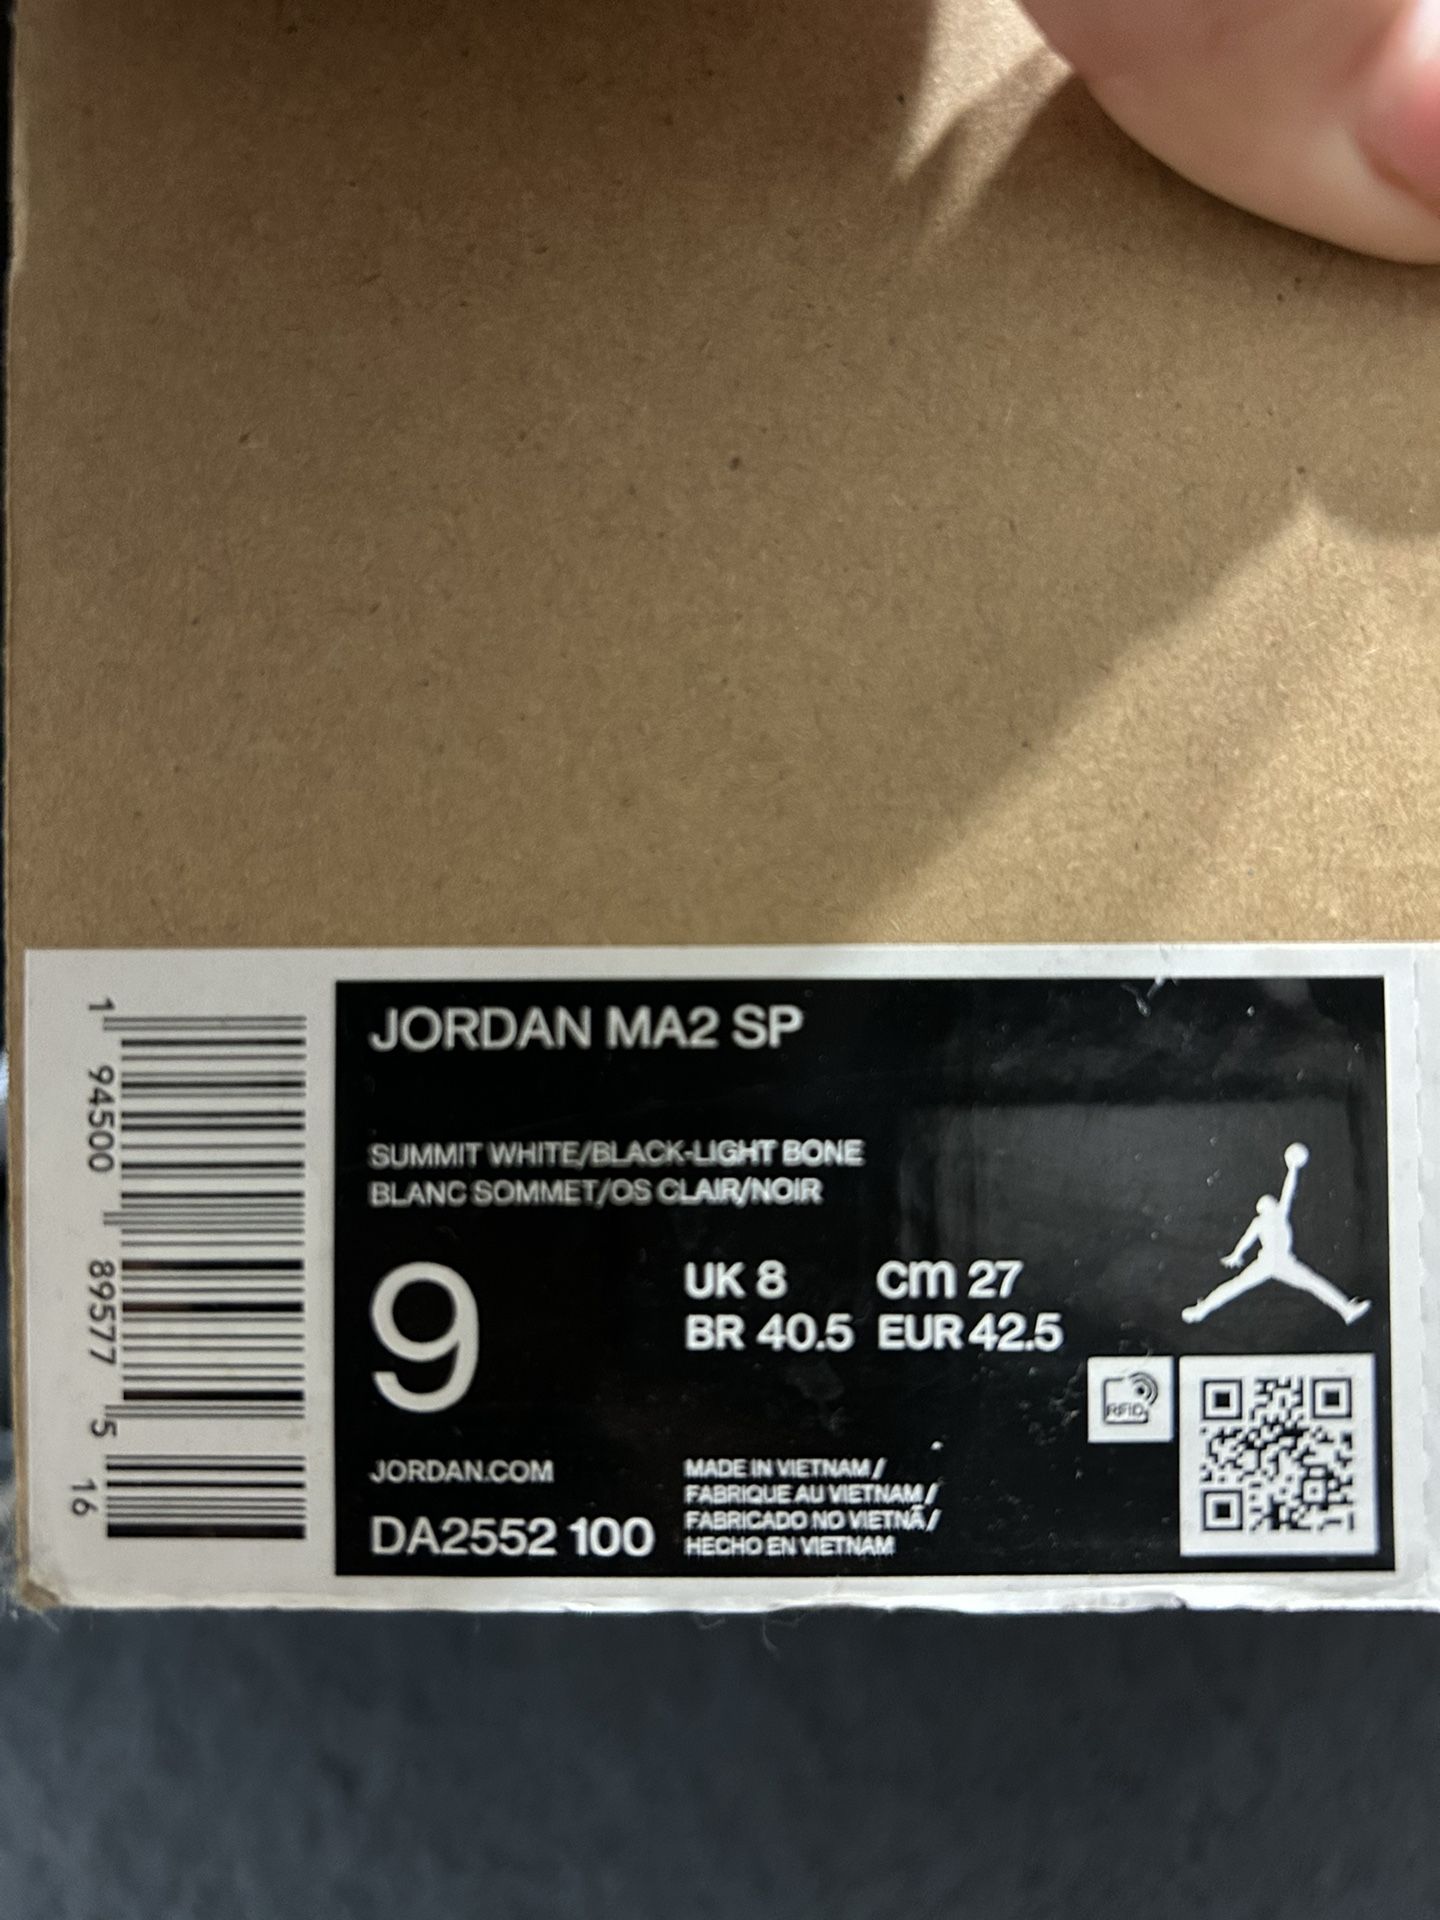 JORDAN MA2 SP
SUMMIT WHITE/BLACK-LIGHT BONE
BLANC SOMMET/OS CLAIR/NOIR
9
UK 8 cm 27
BR 40.5 EUR 42.5
RFID
JORDAN.COM
DA2552 100
MADE IN VIETNAM /
FABRIQUE AU VIETNAM /
FABRICADO NO VIETNÃ /
HECHO EN VIETNAM
1 94500 89577 5 16